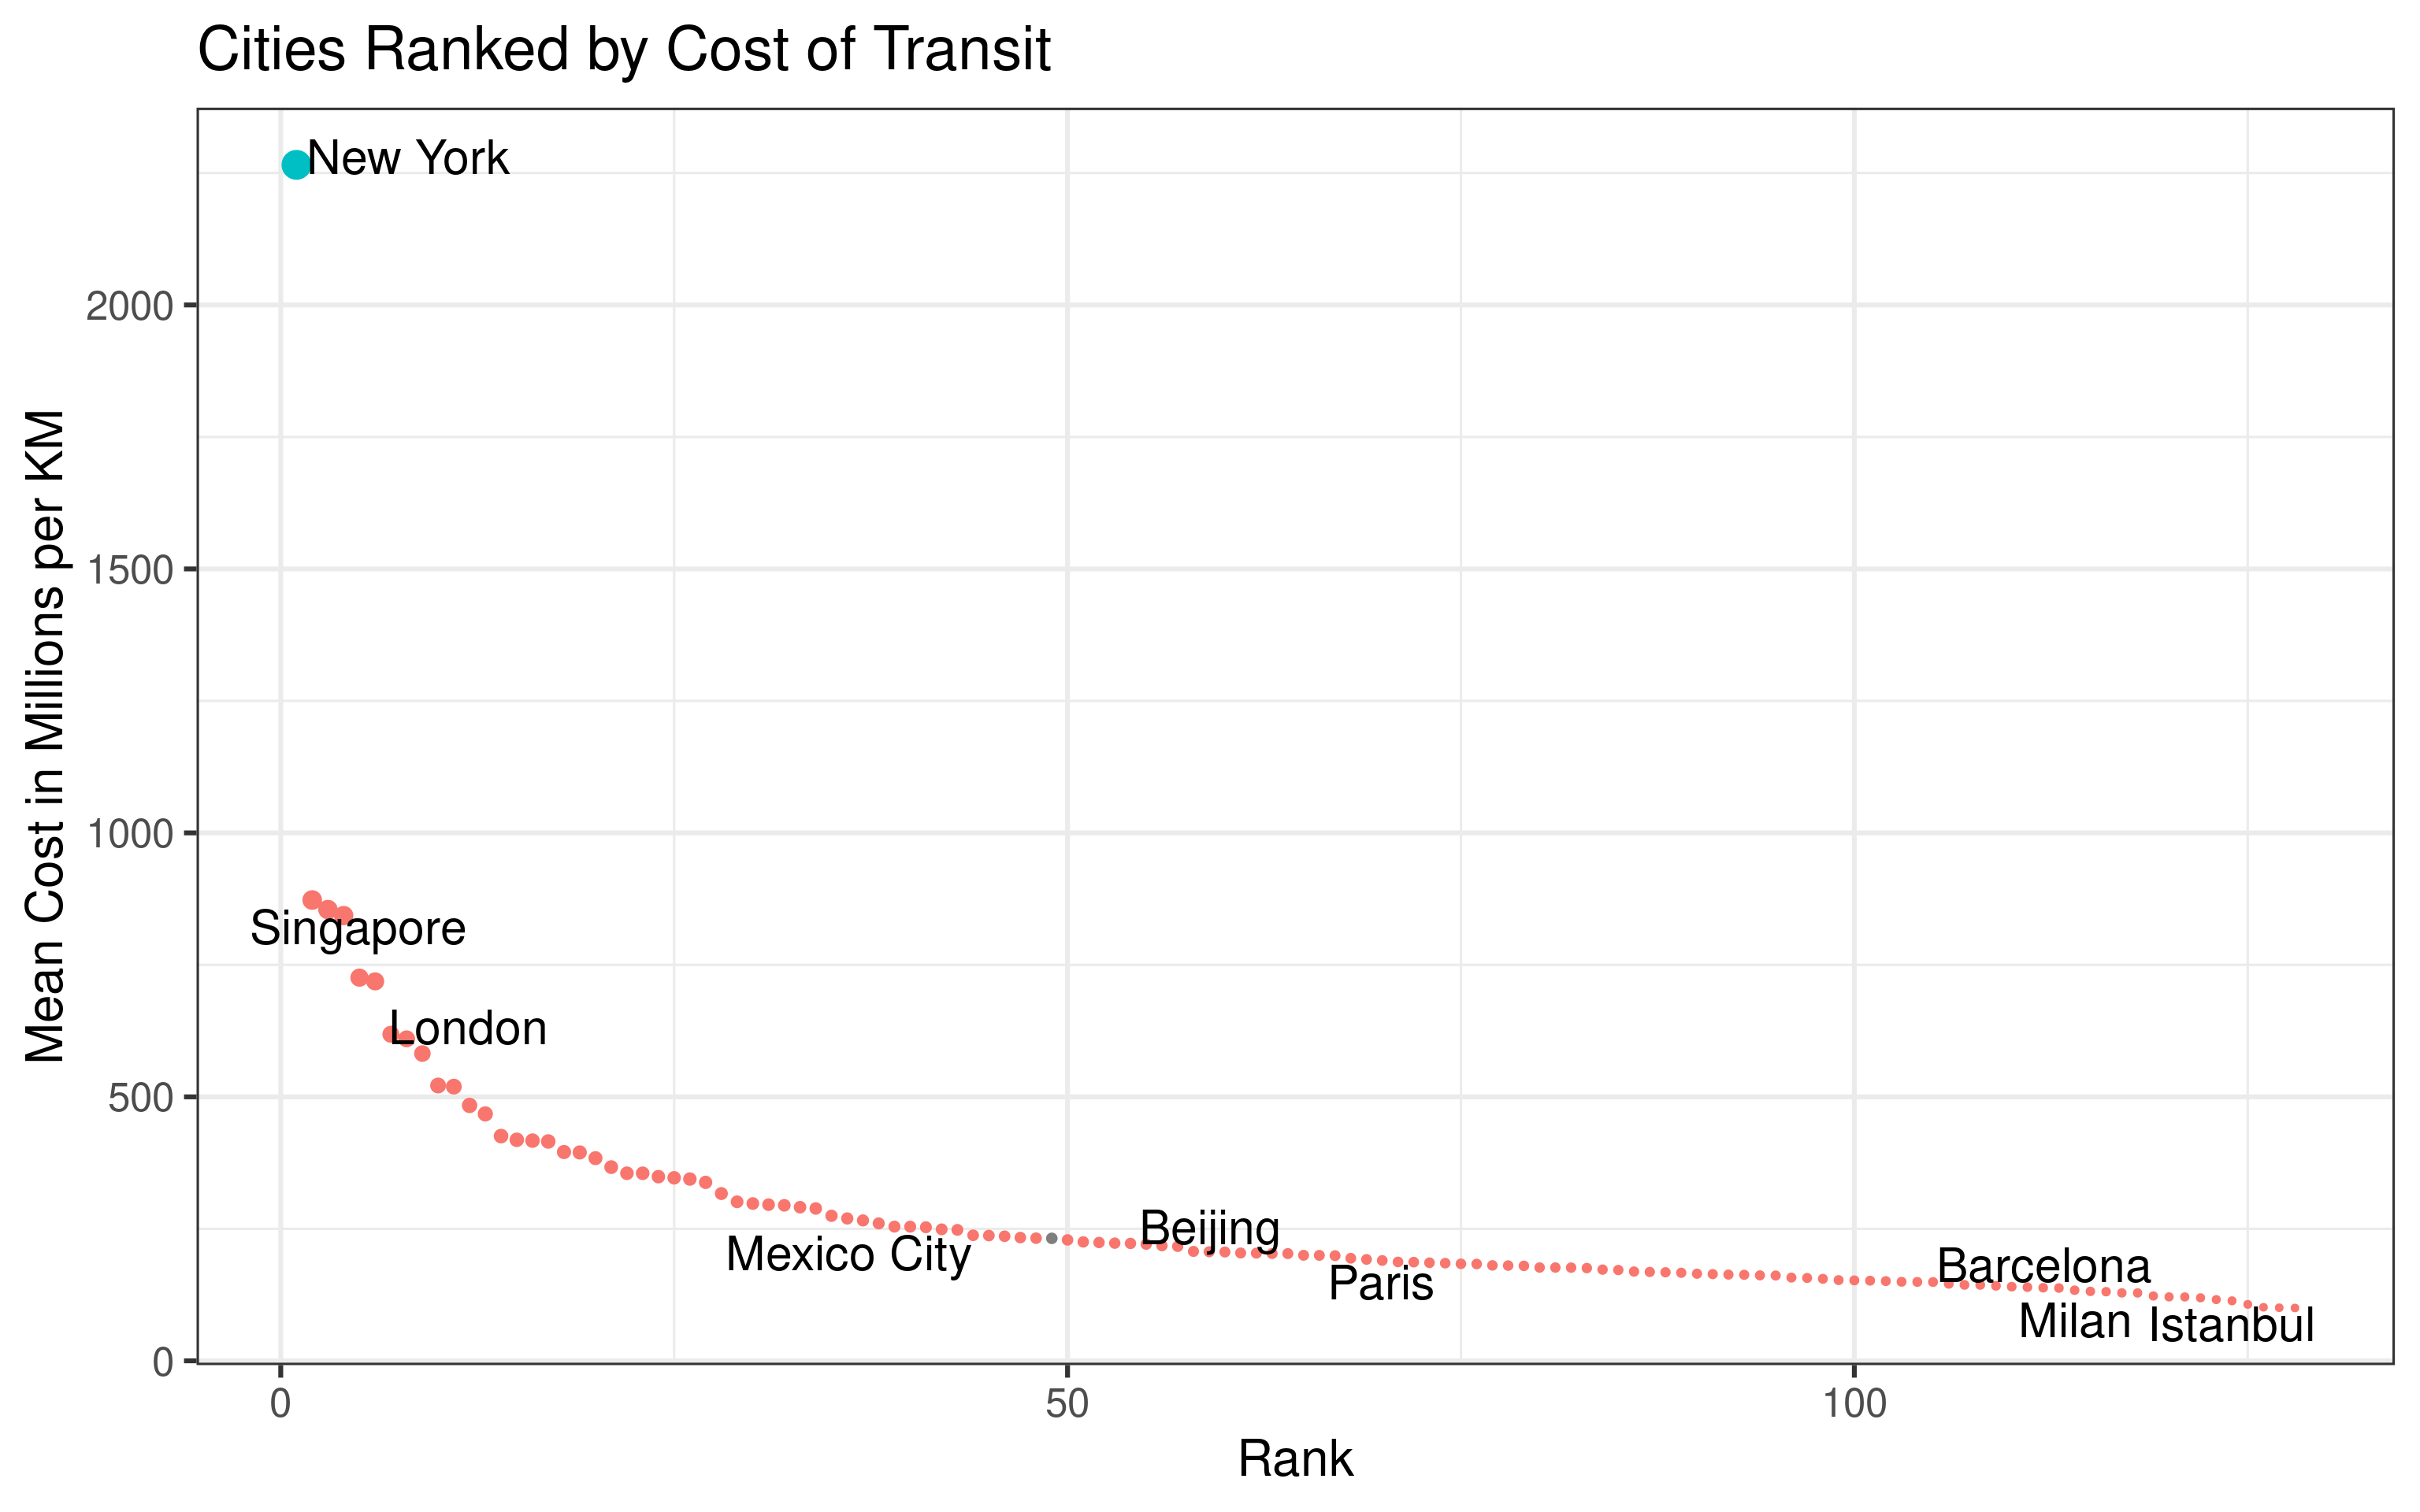 Cities Ranked by Cost of Transit
Mean Cost in Millions per KM
2000
1500
1000
500
0
New York
Singapore
London
Mexico City
Beijing
Paris
Barcelona
Milan
Istanbul
0
50
100
Rank